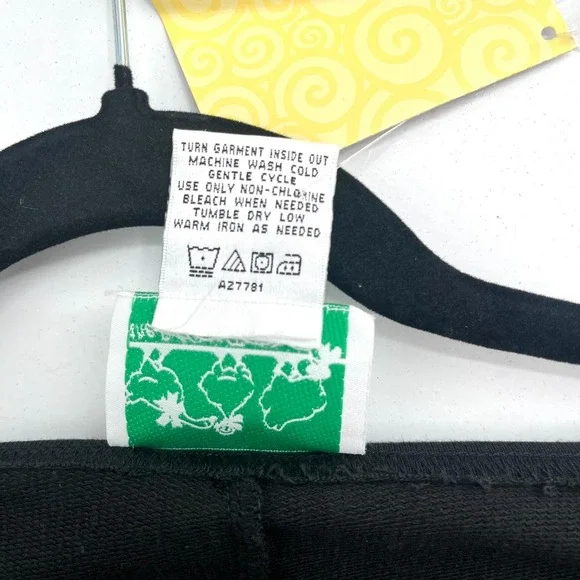 TURN GARMENT INSIDE OUT
MACHINE WASH COLD
GENTLE CYCLE
USE ONLY NON-CHLORINE
BLEACH WHEN NEEDED
TUMBLE DRY LOW
WARM IRON AS NEEDED
A27781